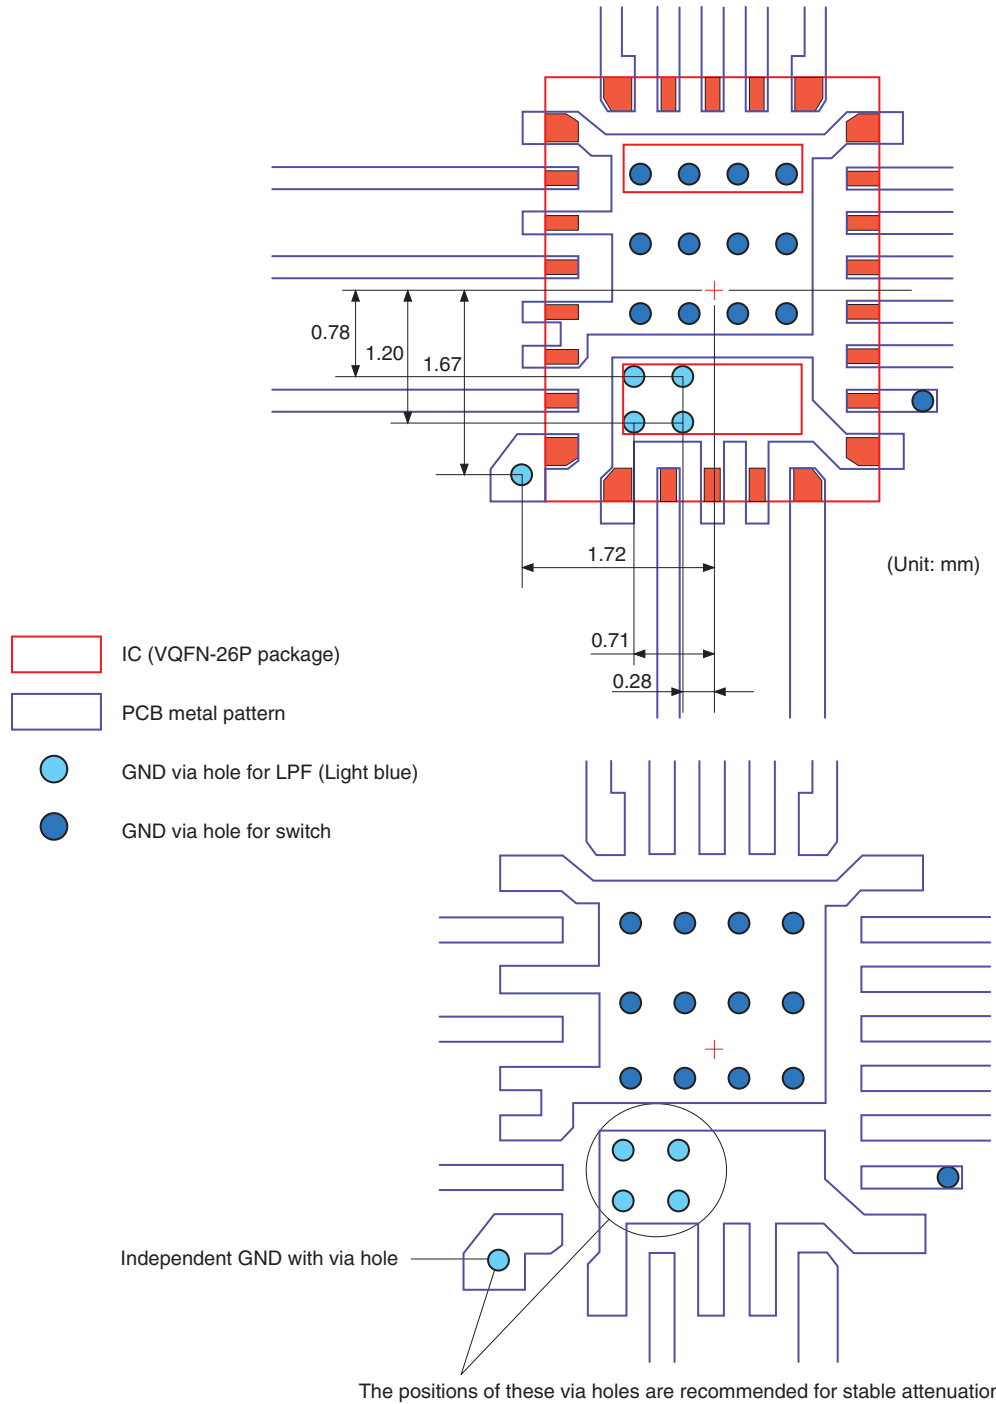 0.78
1.20
1.67
1.72
(Unit: mm)
0.71
0.28
IC (VQFN-26P package)
PCB metal pattern
GND via hole for LPF (Light blue)
GND via hole for switch
Independent GND with via hole
The positions of these via holes are recommended for stable attenuation